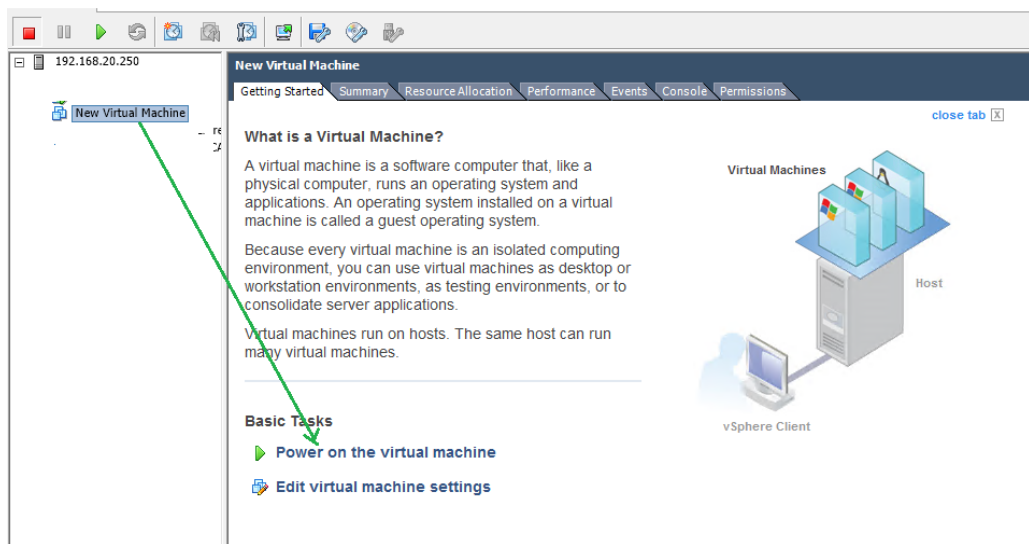 192.168.20.250
New Virtual Machine
New Virtual Machine
Getting Started Summary Resource Allocation Performance Events Console Permissions
close tab X
What is a Virtual Machine?
A virtual machine is a software computer that, like a
physical computer, runs an operating system and
applications. An operating system installed on a virtual
machine is called a guest operating system.
Because every virtual machine is an isolated computing
environment, you can use virtual machines as desktop or
workstation environments, as testing environments, or to
consolidate server applications.
Virtual machines run on hosts. The same host can run
many virtual machines.
Virtual Machines
Host
vSphere Client
Basic Tasks
Power on the virtual machine
Edit virtual machine settings